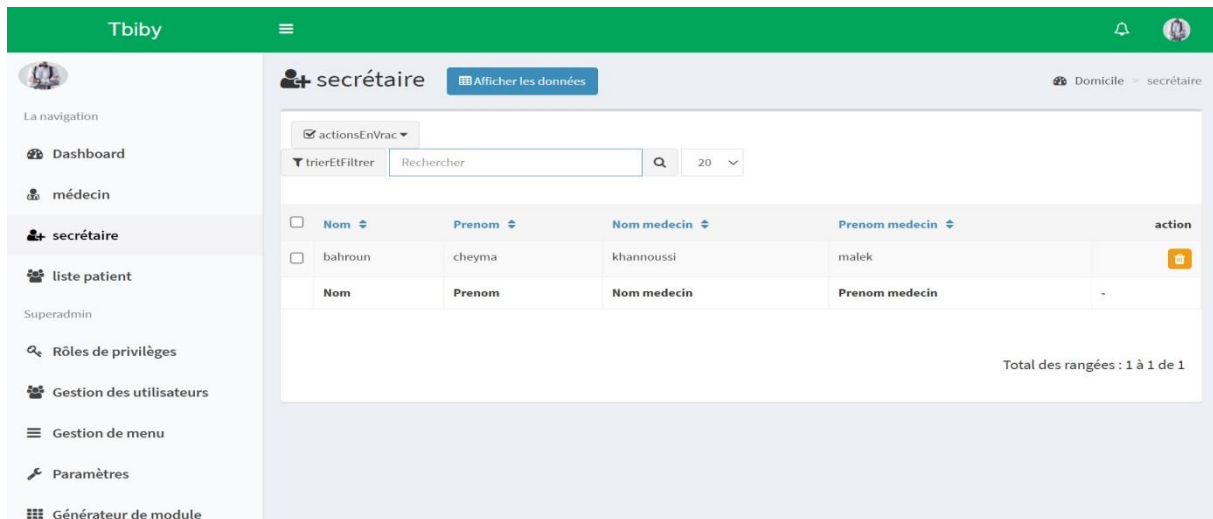 Tbiby
La navigation
Dashboard
médecin
secrétaire
liste patient
Superadmin
Rôles de privilèges
Gestion des utilisateurs
Gestion de menu
Paramètres
Générateur de module
secrétaire Afficher les données
Domicile > secrétaire
actionsEnVrac
trierEtFiltrer Rechercher 20
Nom Prenom Nom medecin Prenom medecin action
bahroun cheyma khannoussi malek
Nom Prenom Nom medecin Prenom medecin -
Total des rangées : 1 à 1 de 1